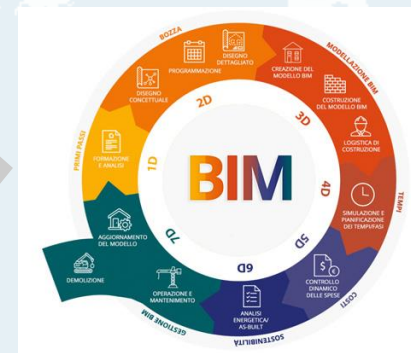 BIM
PRIMI PASSI
1D
FORMAZIONE
E ANALISI
BOZZA
2D
DISEGNO
CONCETTUALE
PROGRAMMAZIONE
DISEGNO
DETTAGLIATO
MODELLAZIONE BIM
3D
CREAZIONE DEL
MODELLO BIM
COSTRUZIONE
DEL MODELLO BIM
LOGISTICA DI
COSTRUZIONE
TEMPI
4D
SIMULAZIONE E
PIANIFICAZIONE
DEI TEMPI/FASI
COSTI
5D
CONTROLLO
DINAMICO
DELLE SPESE
SOSTENIBILITÀ
6D
ANALISI
ENERGETICA/
AS-BUILT
GESTIONE BIM
7D
OPERAZIONE E
MANTENIMENTO
AGGIORNAMENTO
DEL MODELLO
DEMOLIZIONE